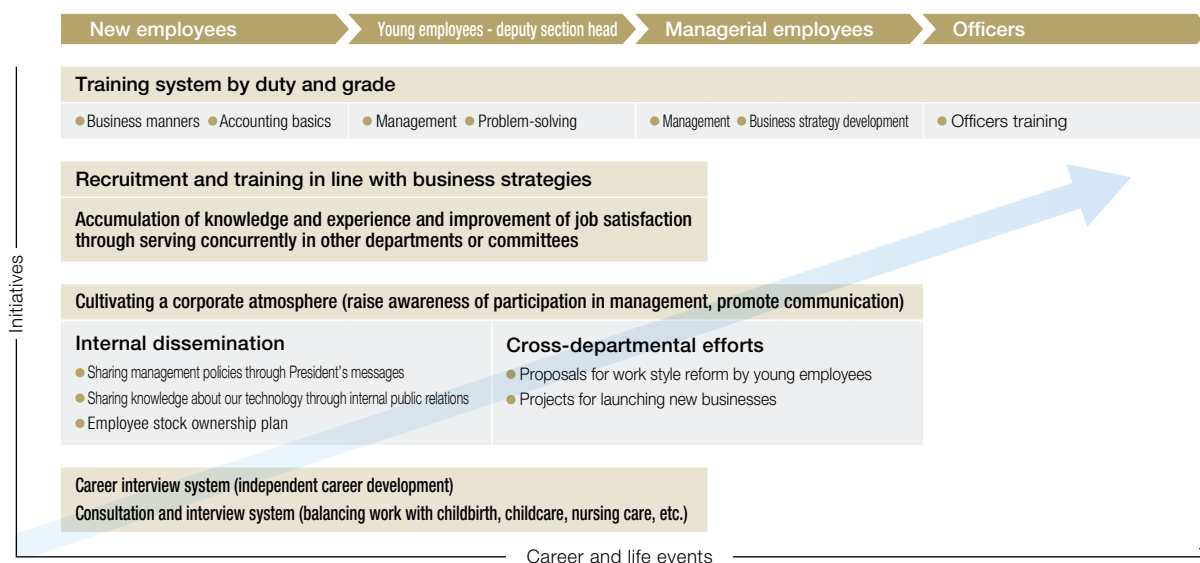 New employees
Young employees - deputy section head
Managerial employees
Officers
Training system by duty and grade
● Business manners ● Accounting basics
● Management ● Problem-solving
● Management ● Business strategy development
● Officers training
Recruitment and training in line with business strategies
Accumulation of knowledge and experience and improvement of job satisfaction
through serving concurrently in other departments or committees
Cultivating a corporate atmosphere (raise awareness of participation in management, promote communication)
Internal dissemination
● Sharing management policies through President's messages
● Sharing knowledge about our technology through internal public relations
● Employee stock ownership plan
Cross-departmental efforts
● Proposals for work style reform by young employees
● Projects for launching new businesses
Career interview system (independent career development)
Consultation and interview system (balancing work with childbirth, childcare, nursing care, etc.)
Initiatives
Career and life events